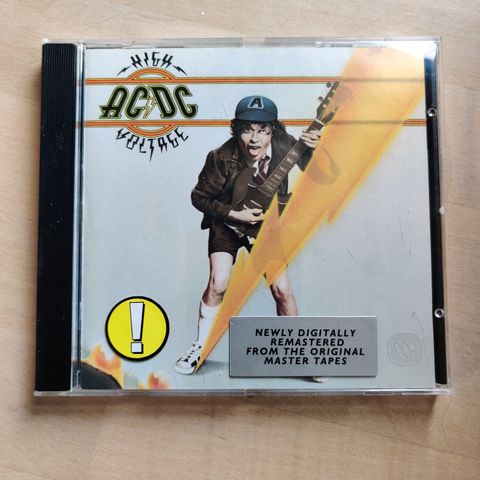 HIGH
AC⚡DC
VOLTAGE
A
!
NEWLY DIGITALLY
REMASTERED
FROM THE ORIGINAL
MASTER TAPES